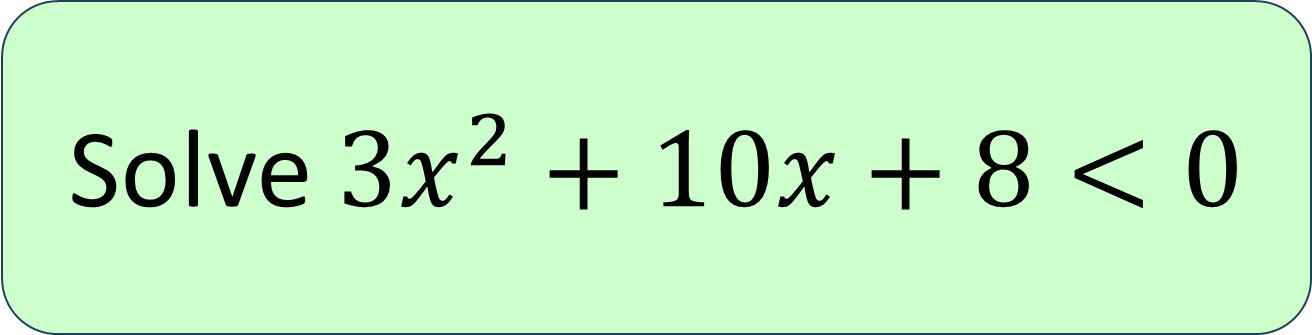 Solve 3𝑥² + 10𝑥 + 8 < 0